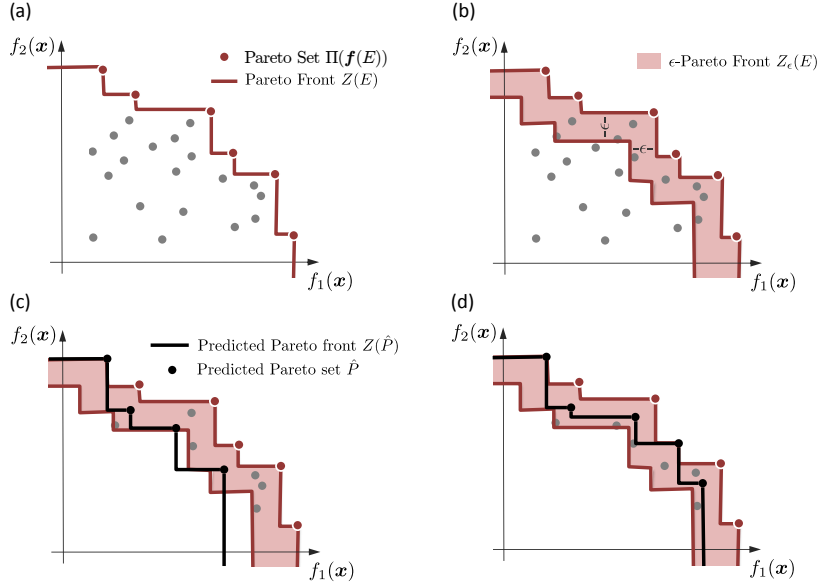 (a)
f₂(𝒙)
Pareto Set Π(𝒇(E))
Pareto Front Z(E)
f₁(𝒙)
(b)
f₂(𝒙)
ϵ-Pareto Front Z_ϵ(E)
ϵ
ϵ
f₁(𝒙)
(c)
f₂(𝒙)
Predicted Pareto front Z(P̂)
Predicted Pareto set P̂
f₁(𝒙)
(d)
f₂(𝒙)
f₁(𝒙)